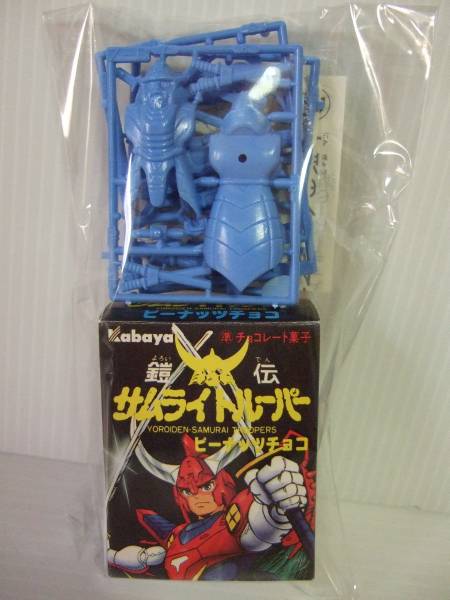 ピーナッツチョコ
Kabaya
準チョコレート菓子
よろい でん
鎧 伝
サムライトルーパー
YOROIDEN-SAMURAI TROOPERS
ピーナッツチョコ